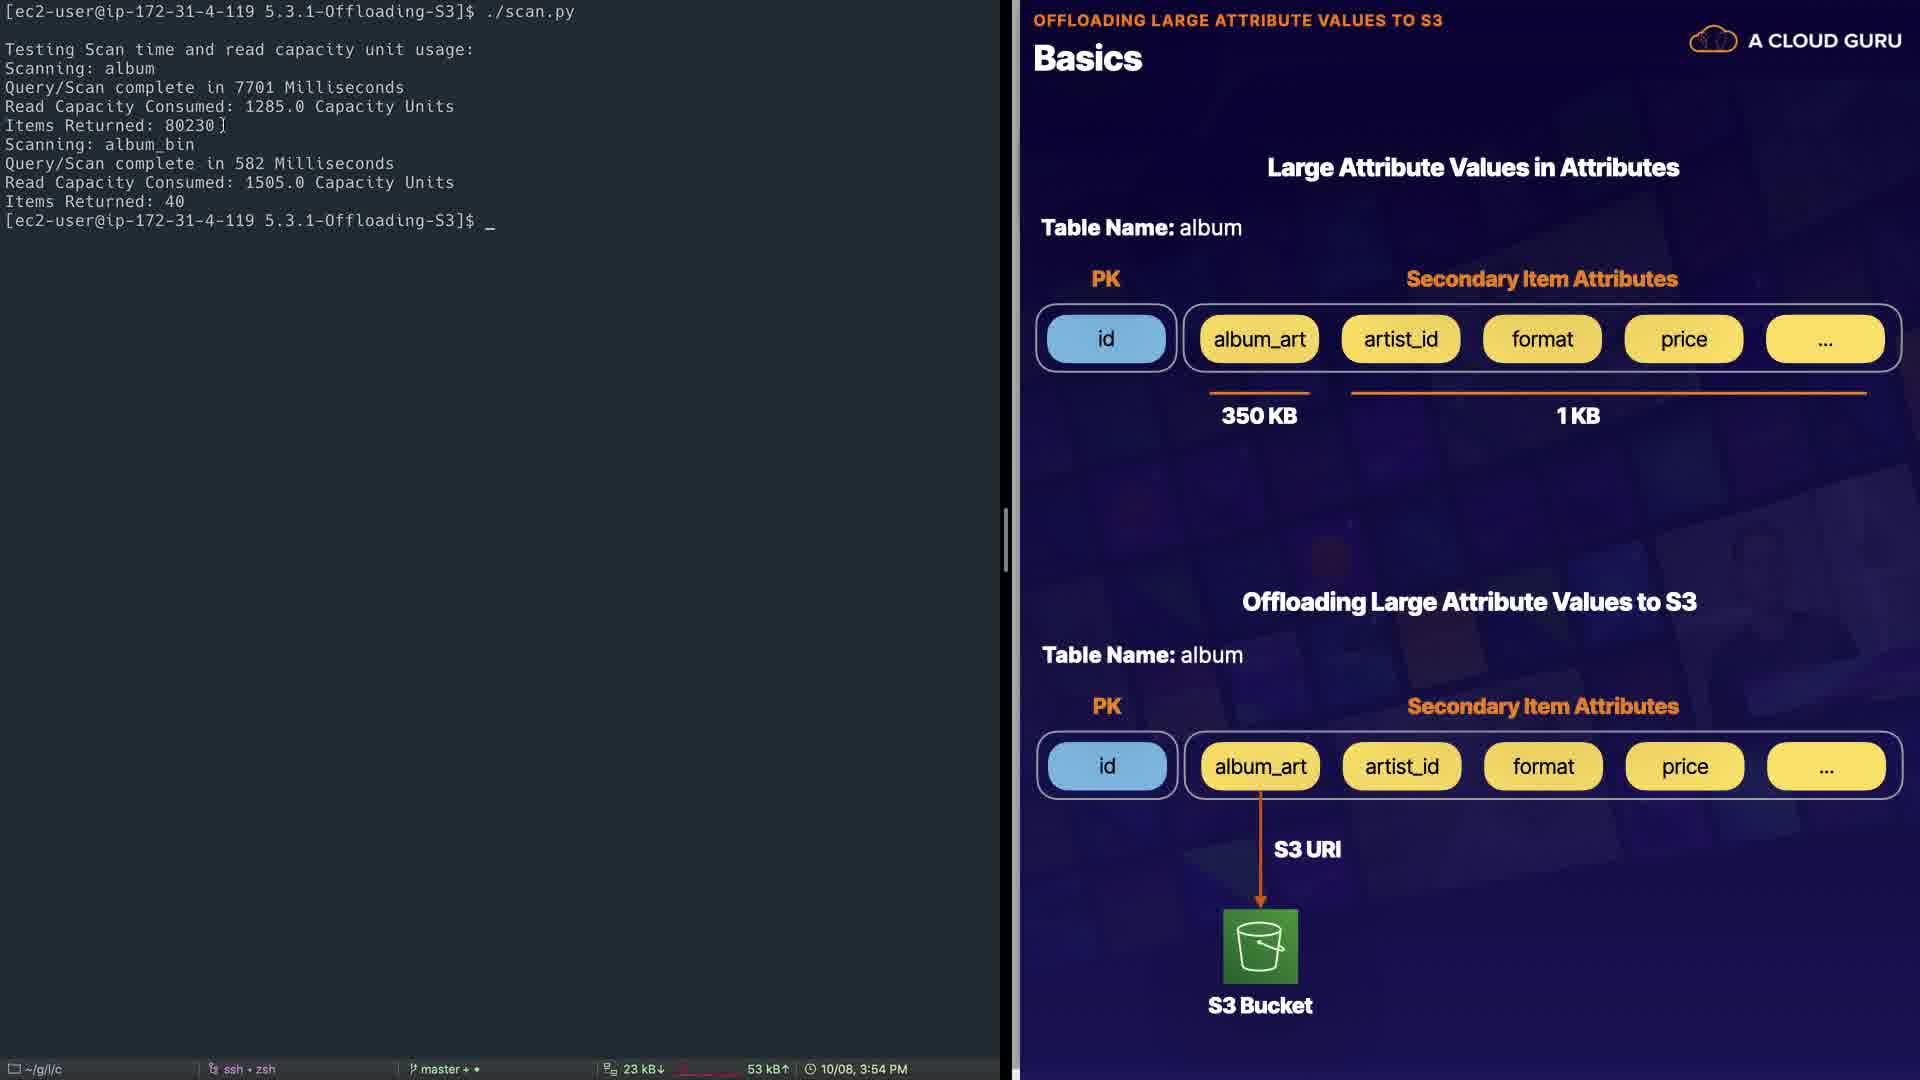 [ec2-user@ip-172-31-4-119 5.3.1-Offloading-S3]$ ./scan.py
Testing Scan time and read capacity unit usage:
Scanning: album
Query/Scan complete in 7701 Milliseconds
Read Capacity Consumed: 1285.0 Capacity Units
Items Returned: 80230
Scanning: album_bin
Query/Scan complete in 582 Milliseconds
Read Capacity Consumed: 1505.0 Capacity Units
Items Returned: 40
[ec2-user@ip-172-31-4-119 5.3.1-Offloading-S3]$ _
~/g/l/c
ssh • zsh
master + •
23 kB↓
53 kB↑
10/08, 3:54 PM
OFFLOADING LARGE ATTRIBUTE VALUES TO S3
Basics
A CLOUD GURU
Large Attribute Values in Attributes
Table Name: album
PK Secondary Item Attributes
id album_art artist_id format price ...
350 KB 1 KB
Offloading Large Attribute Values to S3
Table Name: album
PK Secondary Item Attributes
id album_art artist_id format price ...
S3 URI
S3 Bucket